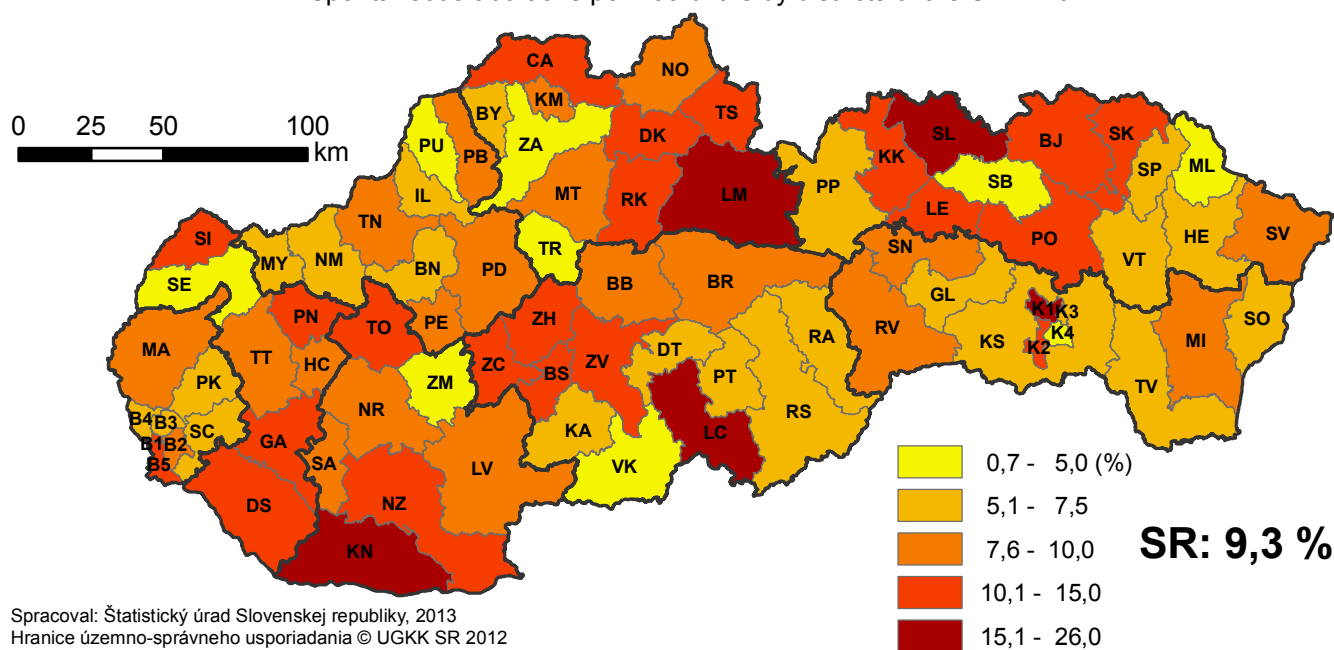 0 25 50 100
km
CA
NO
BY
KM
TS
PU
PB
ZA
DK
SL
BJ
SK
KK
SP
ML
IL
MT
RK
LM
PP
SB
TN
LE
SI
TR
PO
HE
SV
MY
NM
BN
PD
SN
VT
SE
BB
BR
GL
PN
TO
PE
ZH
K1
K3
SO
MA
TT
HC
ZC
BS
ZV
DT
RA
RV
KS
K4
K2
MI
PK
ZM
PT
TV
B4
B3
SC
NR
KA
RS
B1
B2
GA
LC
B5
SA
LV
VK
DS
NZ
KN
0,7 - 5,0 (%)
5,1 - 7,5
7,6 - 10,0
10,1 - 15,0
15,1 - 26,0
SR: 9,3 %
Spracoval: Štatistický úrad Slovenskej republiky, 2013
Hranice územno-správneho usporiadania © UGKK SR 2012